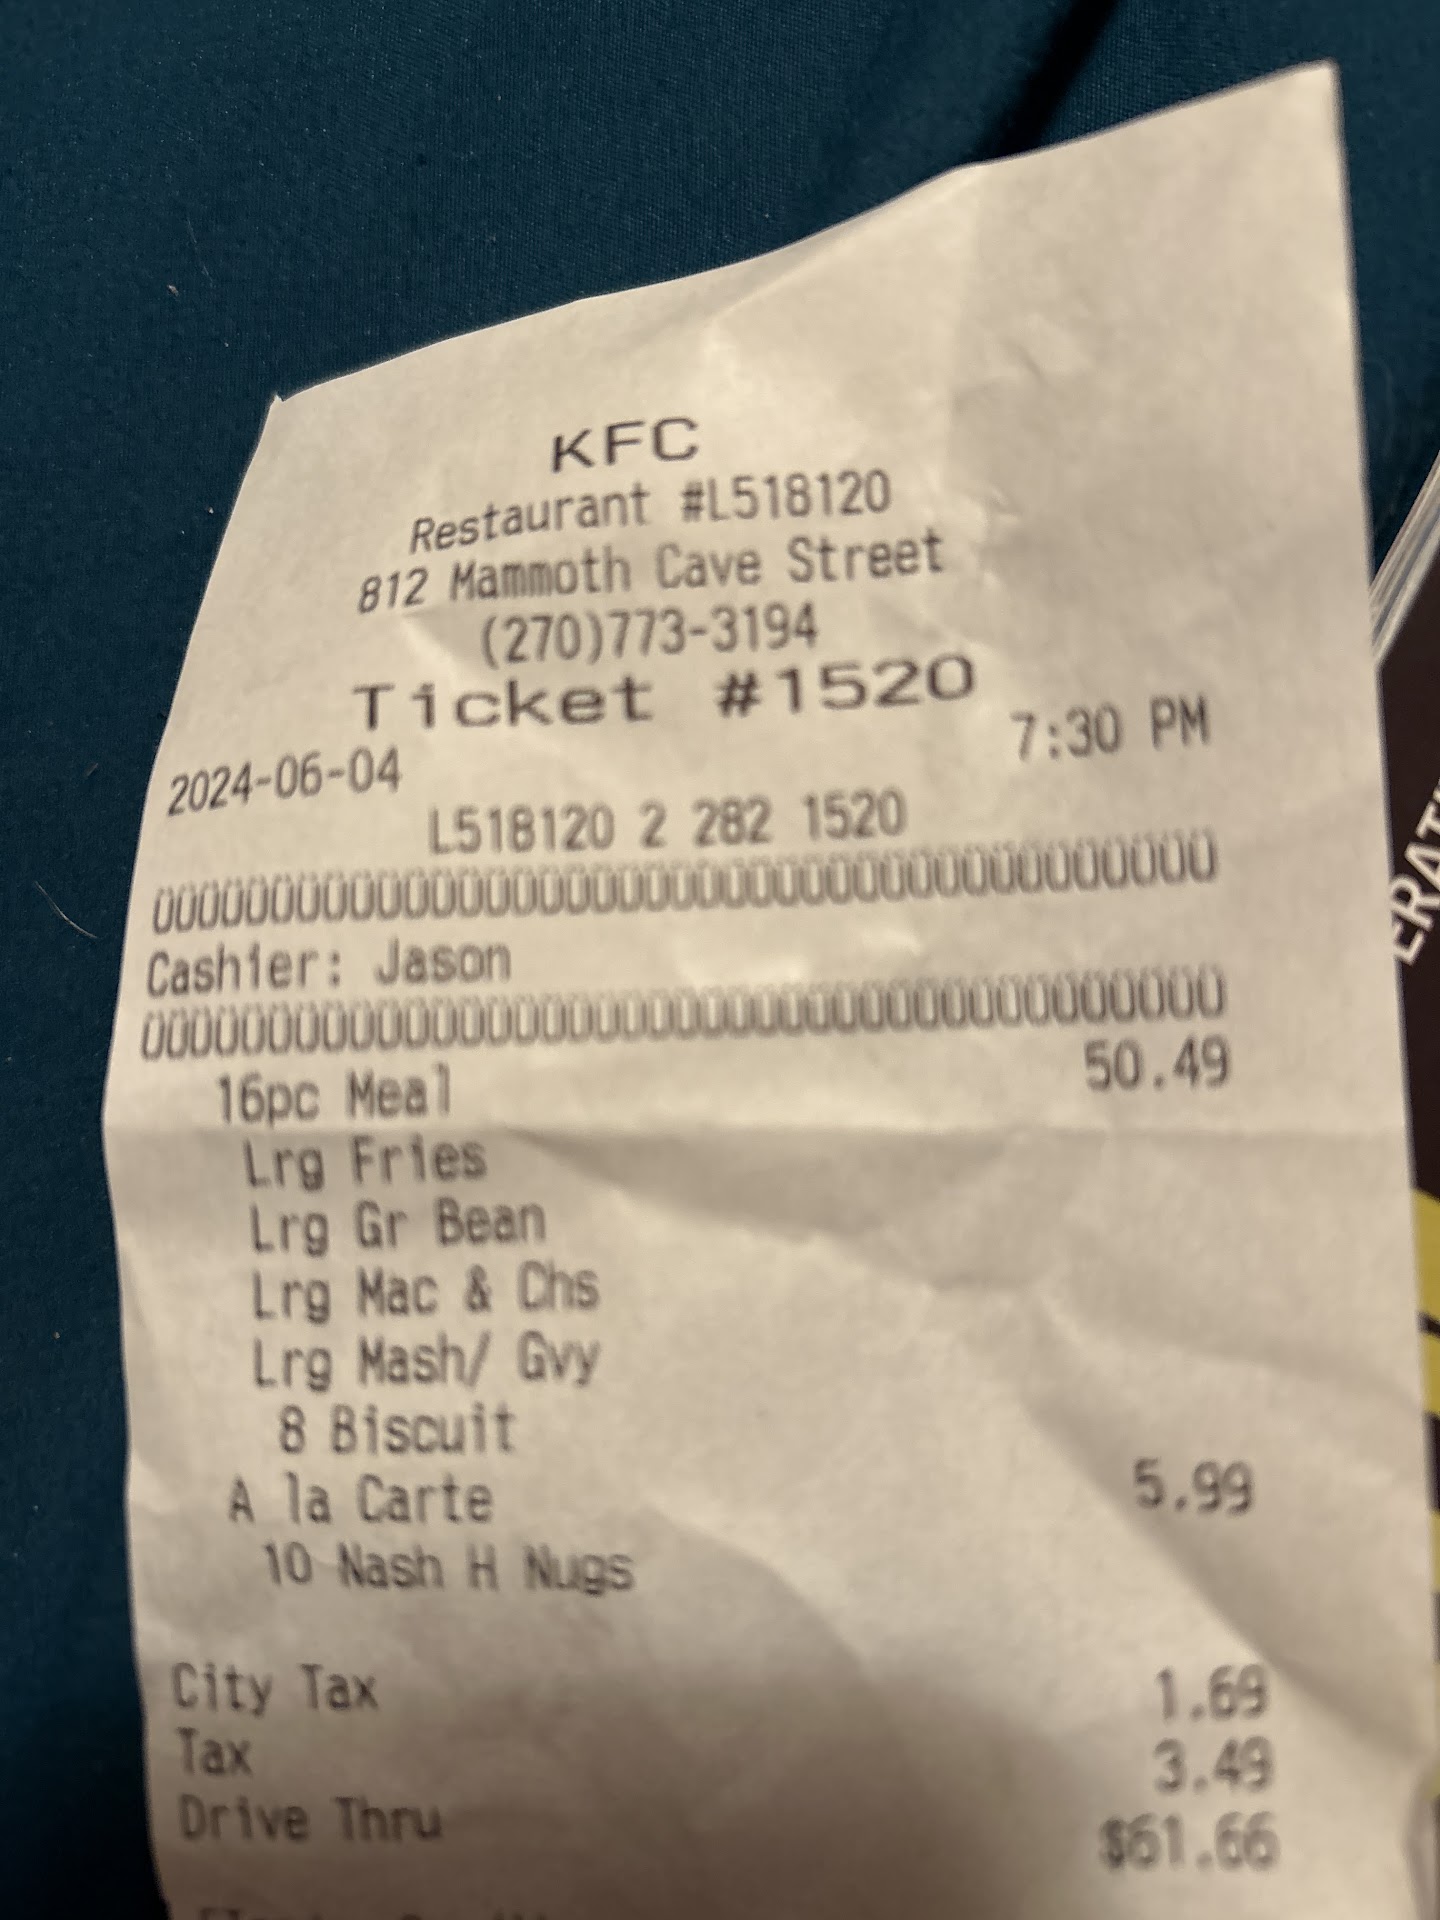 KFC
Restaurant #L518120
812 Mammoth Cave Street
(270)773-3194
Ticket #1520
2024-06-04 7:30 PM
L518120 2 282 1520
Cashier: Jason
16pc Meal 50.49
Lrg Fries
Lrg Gr Bean
Lrg Mac & Chs
Lrg Mash/ Gvy
8 Biscuit
A la Carte 5.99
10 Nash H Nugs
City Tax 1.69
Tax 3.49
Drive Thru $61.66